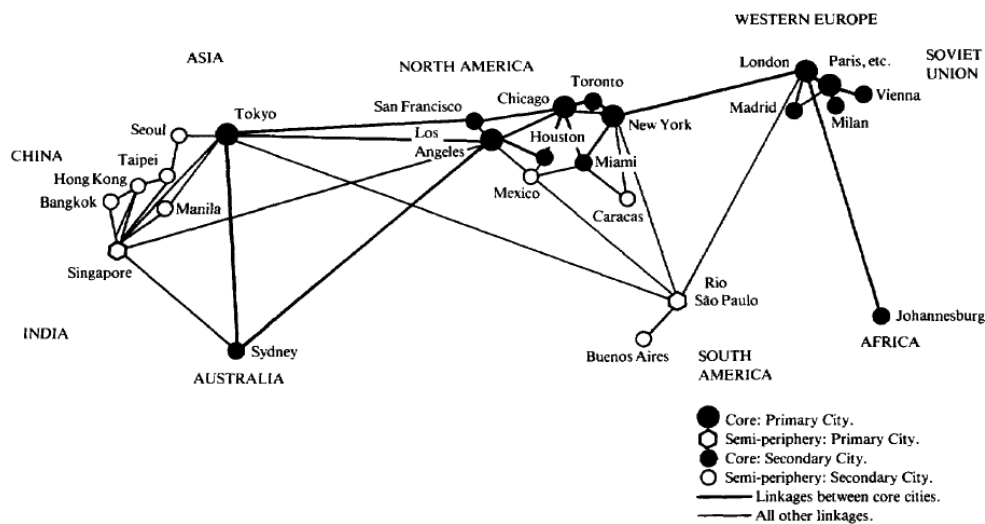 WESTERN EUROPE
ASIA
SOVIET
UNION
NORTH AMERICA
London
Paris, etc.
Toronto
Chicago
San Francisco
Vienna
Madrid
Milan
Tokyo
New York
Seoul
Los
Angeles
Houston
CHINA
Taipei
Miami
Hong Kong
Mexico
Bangkok
Manila
Caracas
Singapore
Rio
São Paulo
Johannesburg
INDIA
Sydney
AFRICA
Buenos Aires
SOUTH
AMERICA
AUSTRALIA
Core: Primary City.
Semi-periphery: Primary City.
Core: Secondary City.
Semi-periphery: Secondary City.
Linkages between core cities.
All other linkages.